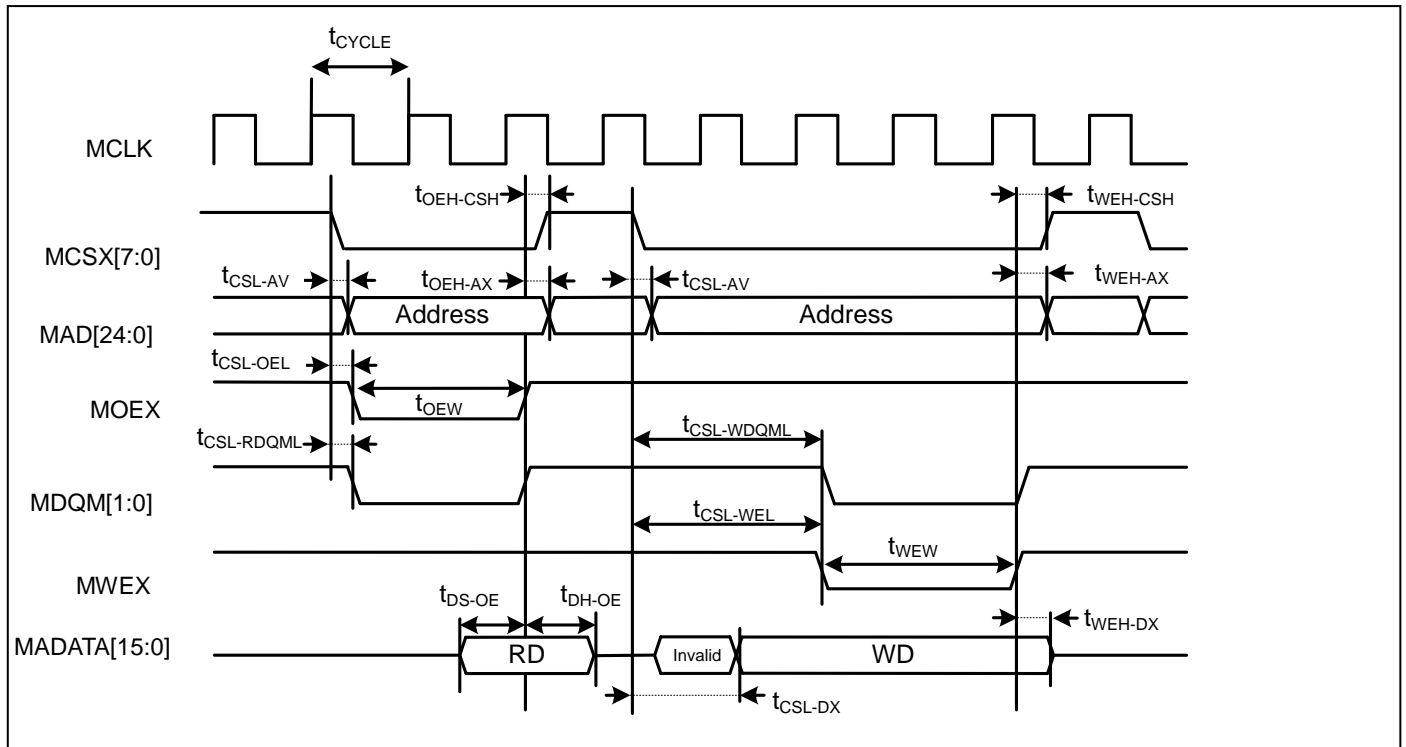 tCYCLE
MCLK
tOEH-CSH
tWEH-CSH
MCSX[7:0]
tCSL-AV
tOEH-AX
tCSL-AV
tWEH-AX
MAD[24:0]
Address
Address
tCSL-OEL
MOEX
tOEW
tCSL-RDQML
tCSL-WDQML
MDQM[1:0]
tCSL-WEL
tWEW
MWEX
tDS-OE
tDH-OE
tWEH-DX
MADATA[15:0]
RD
Invalid
WD
tCSL-DX